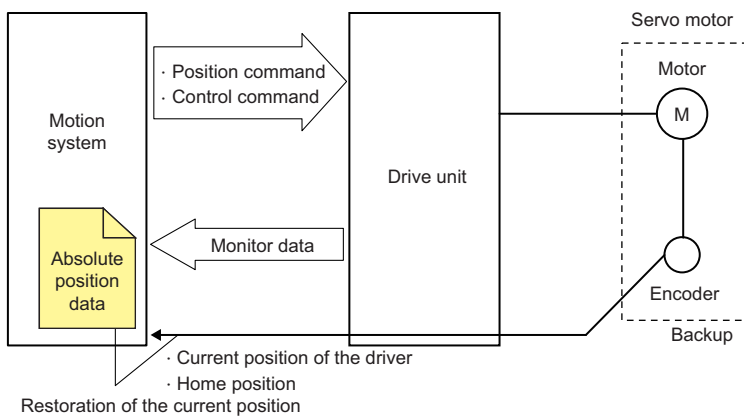 Servo motor
· Position command
· Control command
Motor
M
Motion
system
Drive unit
Monitor data
Absolute
position
data
Encoder
Backup
· Current position of the driver
· Home position
Restoration of the current position